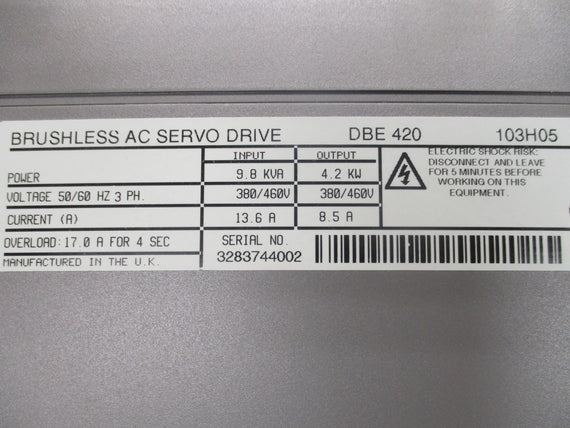 BRUSHLESS AC SERVO DRIVE DBE 420 103H05
INPUT OUTPUT
POWER 9.8 KVA 4.2 KW
VOLTAGE 50/60 HZ 3 PH. 380/460V 380/460V
CURRENT (A) 13.6 A 8.5 A
ELECTRIC SHOCK RISK:
DISCONNECT AND LEAVE
FOR 5 MINUTES BEFORE
WORKING ON THIS
EQUIPMENT.
OVERLOAD: 17.0 A FOR 4 SEC
MANUFACTURED IN THE U.K.
SERIAL NO.
3283744002